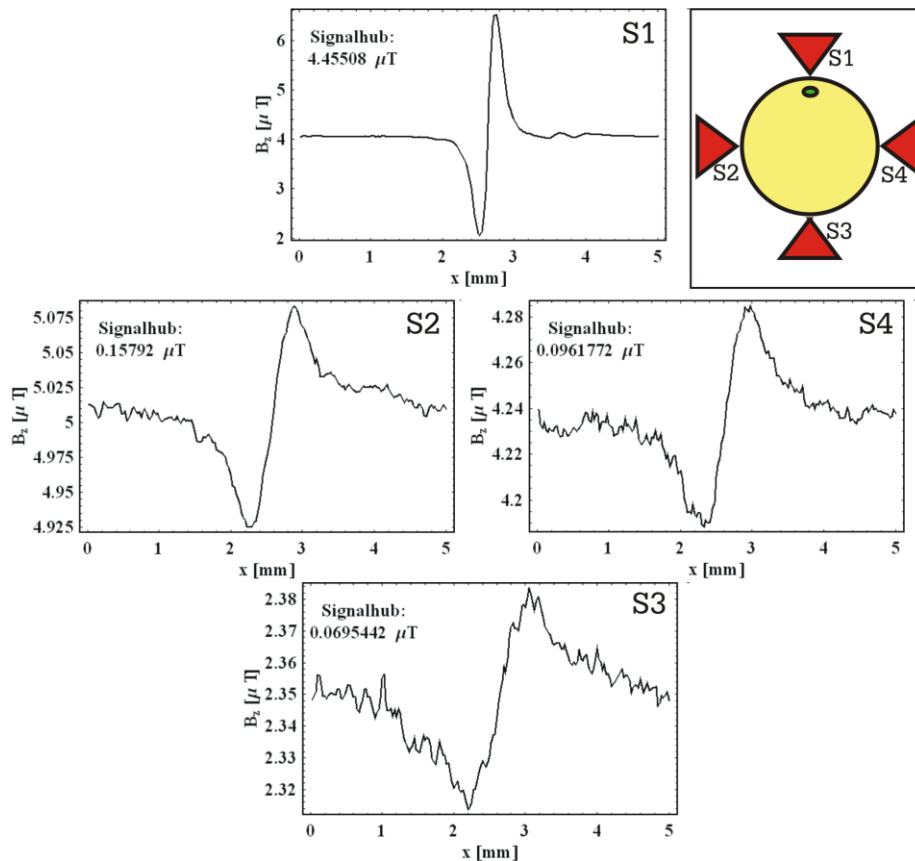 Signalhub:
4.45508 μT
S1
B_z [μ T]
6
5
4
3
2
0 1 2 3 4 5
x [mm]
S1
S2
S4
S3
Signalhub:
0.15792 μT
S2
B_z [μ T]
5.075
5.05
5.025
5
4.975
4.95
4.925
0 1 2 3 4 5
x [mm]
Signalhub:
0.0961772 μT
S4
B_z [μ T]
4.28
4.26
4.24
4.22
4.2
0 1 2 3 4 5
x [mm]
Signalhub:
0.0695442 μT
S3
B_z [μ T]
2.38
2.37
2.36
2.35
2.34
2.33
2.32
0 1 2 3 4 5
x [mm]